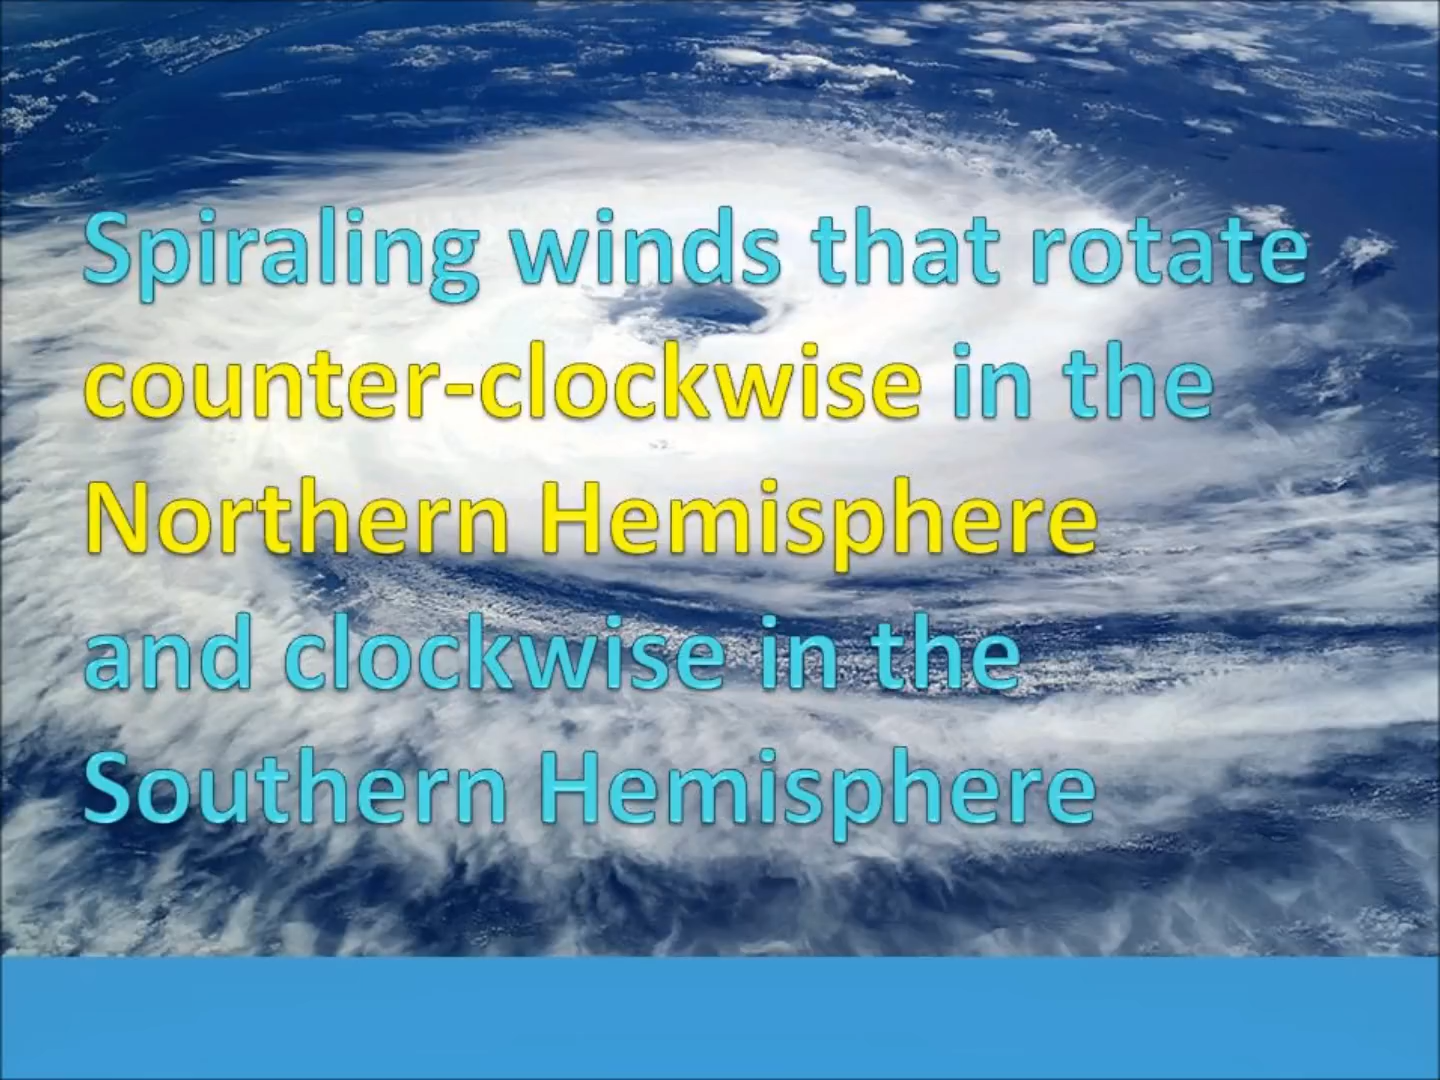 Spiraling winds that rotate
counter-clockwise in the
Northern Hemisphere
and clockwise in the
Southern Hemisphere